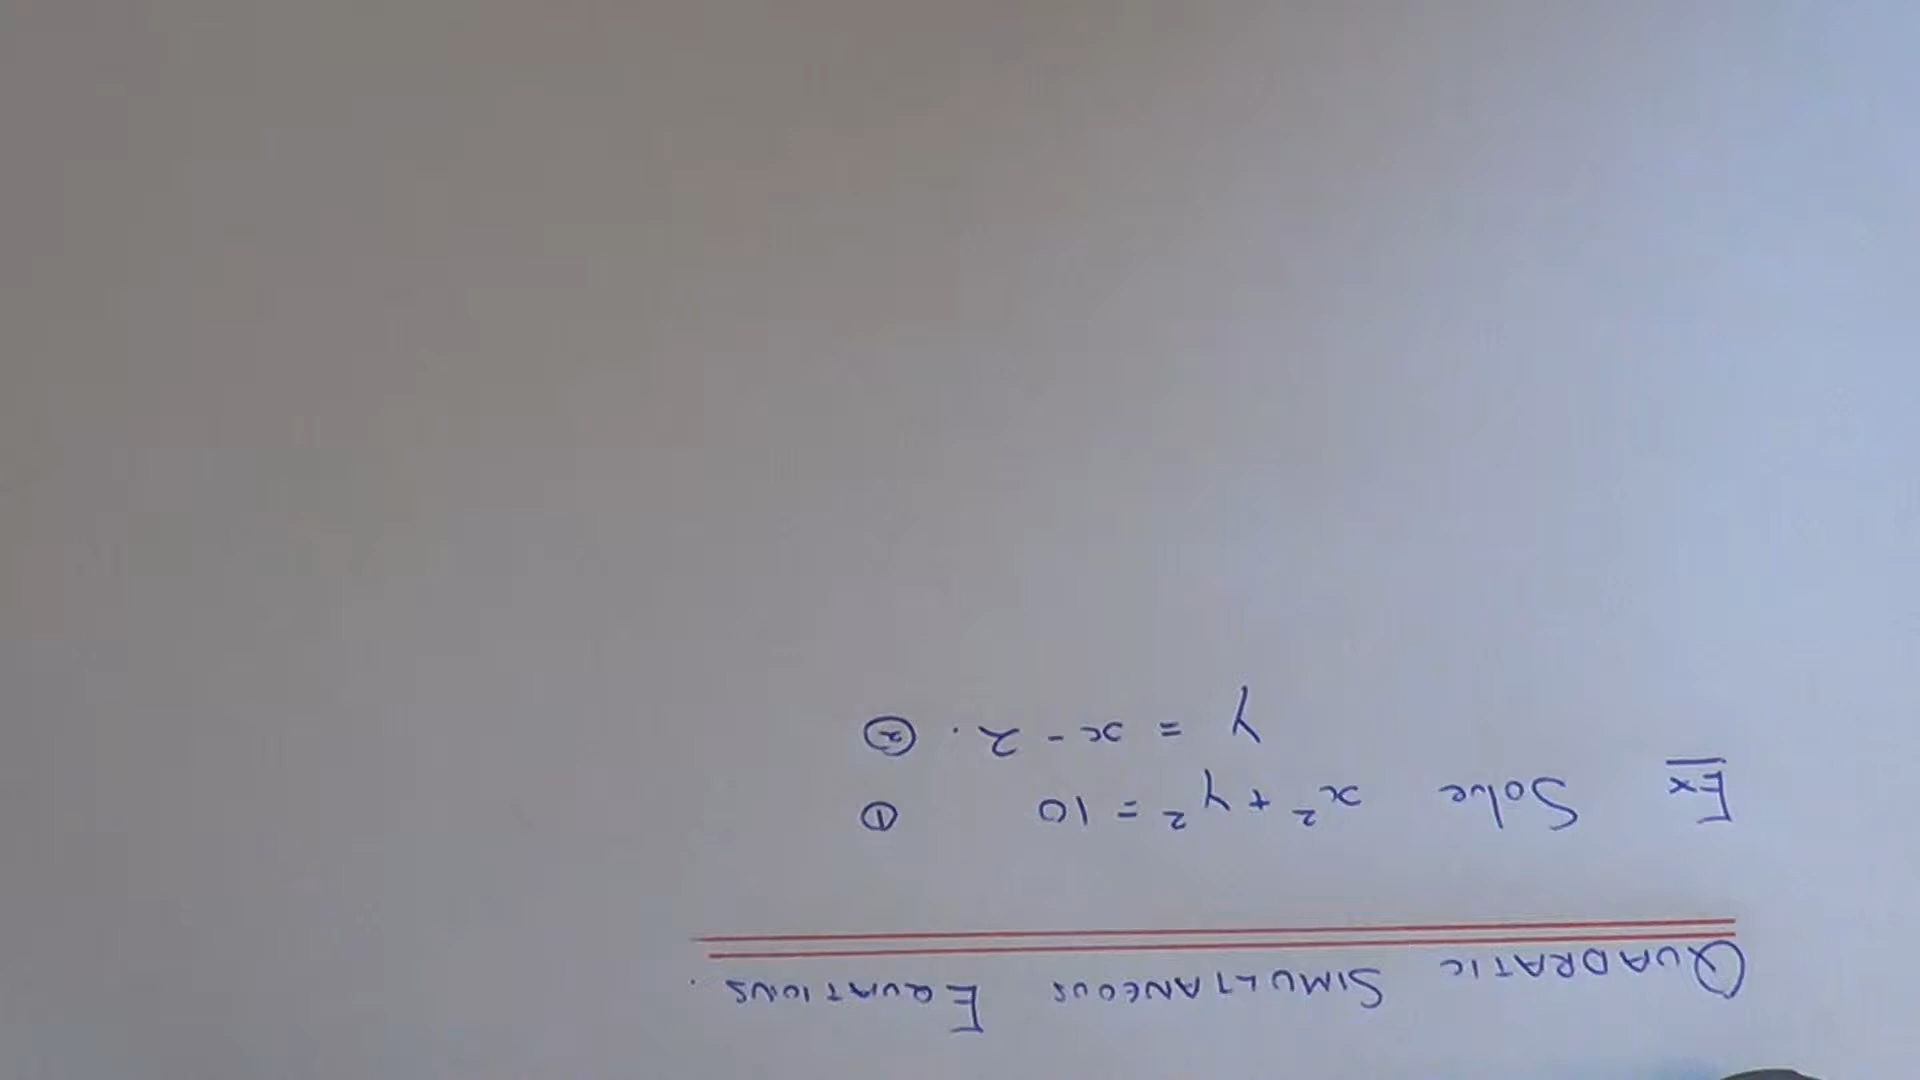 QUADRATIC SIMULTANEOUS EQUATIONS.
Ex Solve x² + y² = 10 ①
y = x - 2. ②